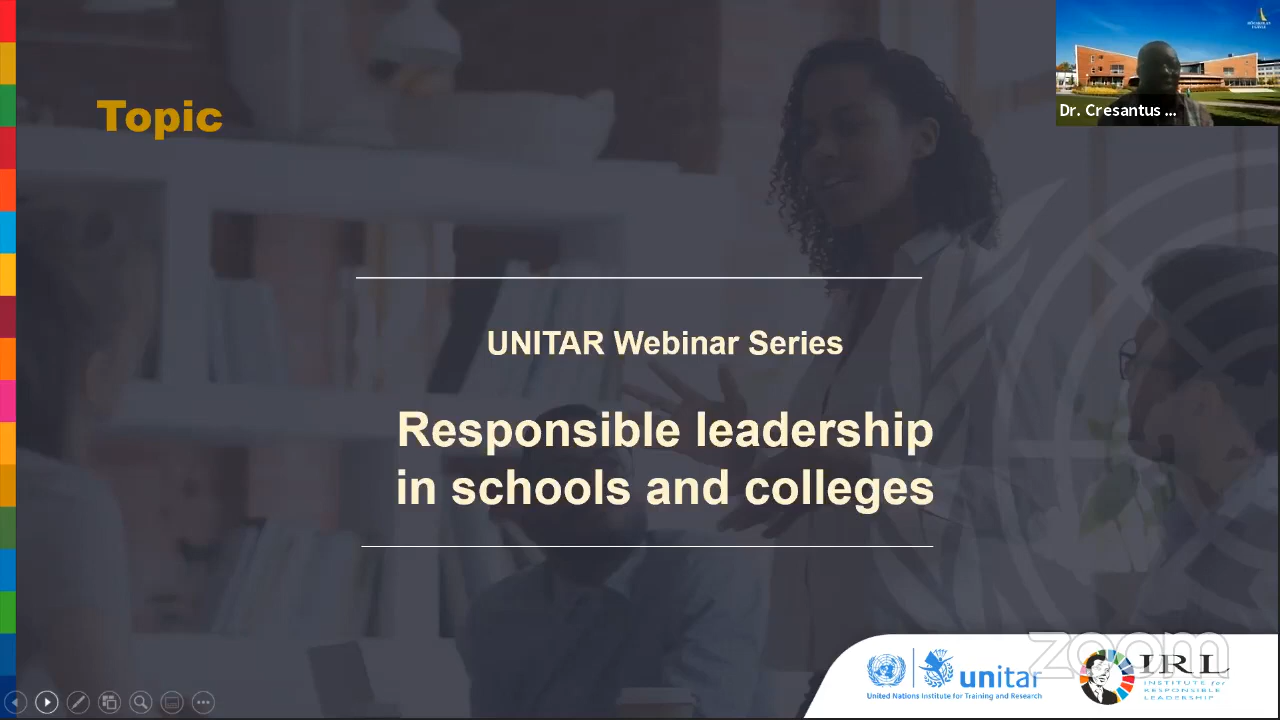 Topic
Dr. Cresantus ...
UNITAR Webinar Series
Responsible leadership
in schools and colleges
zoom
unitar
United Nations Institute for Training and Research
IRL
INSTITUTE for
RESPONSIBLE
LEADERSHIP